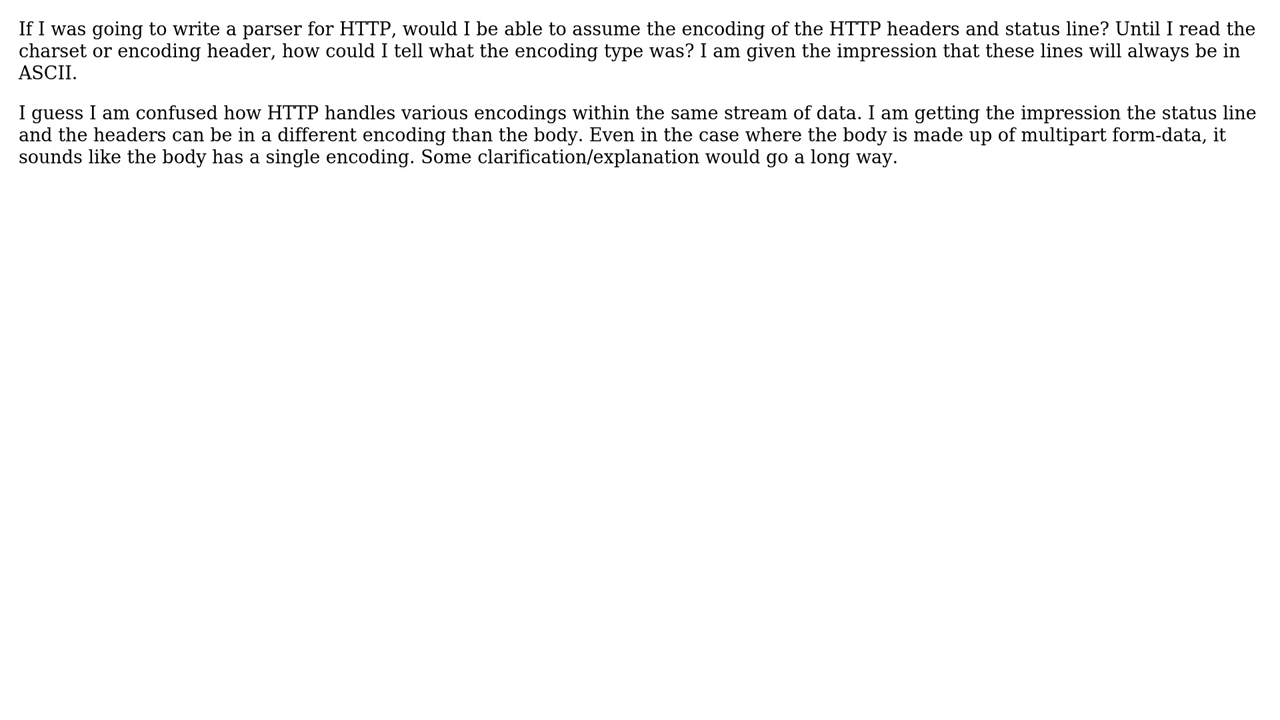 If I was going to write a parser for HTTP, would I be able to assume the encoding of the HTTP headers and status line? Until I read the
charset or encoding header, how could I tell what the encoding type was? I am given the impression that these lines will always be in
ASCII.
I guess I am confused how HTTP handles various encodings within the same stream of data. I am getting the impression the status line
and the headers can be in a different encoding than the body. Even in the case where the body is made up of multipart form-data, it
sounds like the body has a single encoding. Some clarification/explanation would go a long way.